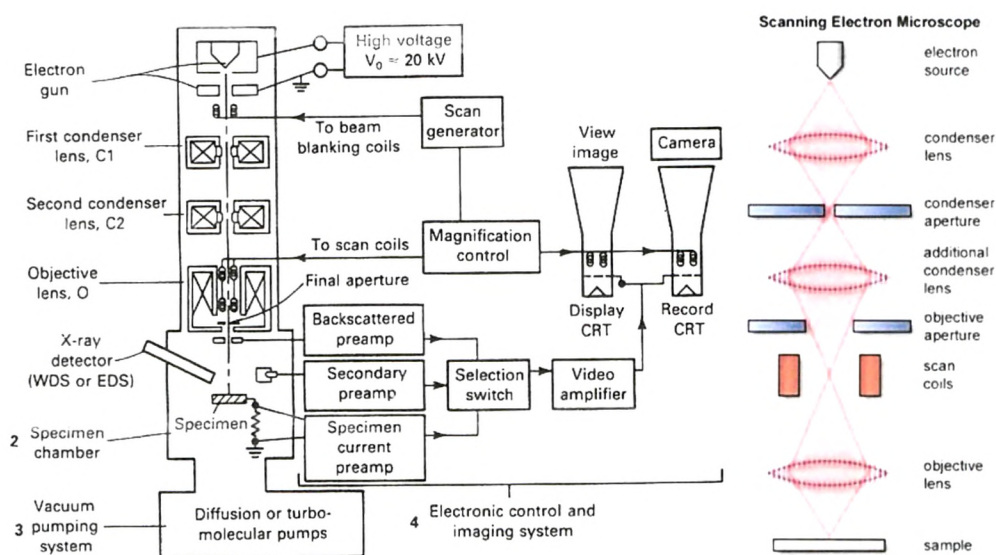 High voltage
V₀ ≈ 20 kV
Electron
gun
Scan
generator
To beam
blanking coils
First condenser
lens, C1
View
image
Camera
Second condenser
lens, C2
To scan coils
Magnification
control
Objective
lens, O
Final aperture
Display
CRT
Record
CRT
Backscattered
preamp
X-ray
detector
(WDS or EDS)
Secondary
preamp
Selection
switch
Video
amplifier
Specimen
2 Specimen
chamber
Specimen
current
preamp
3 Vacuum
pumping
system
Diffusion or turbo-
molecular pumps
4 Electronic control and
imaging system
Scanning Electron Microscope
electron
source
condenser
lens
condenser
aperture
additional
condenser
lens
objective
aperture
scan
coils
objective
lens
sample